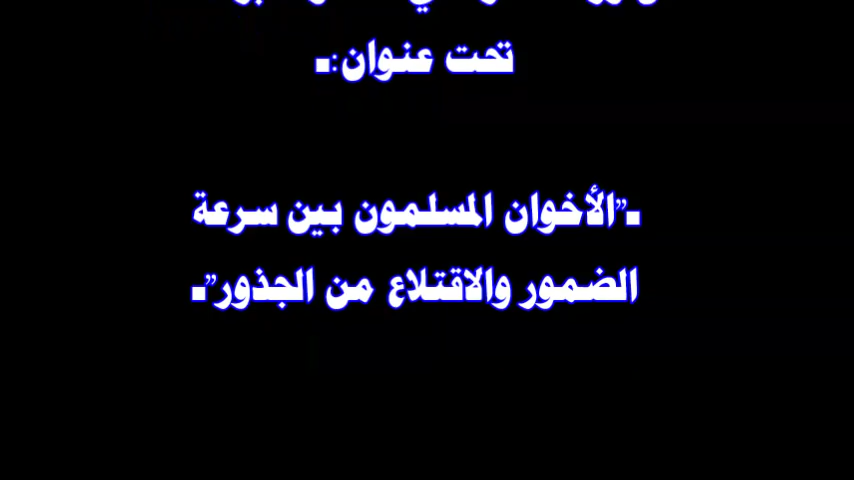 تحت عنوان:.
."الأخوان المسلمون بين سرعة
الضمور والاقتلاع من الجذور".